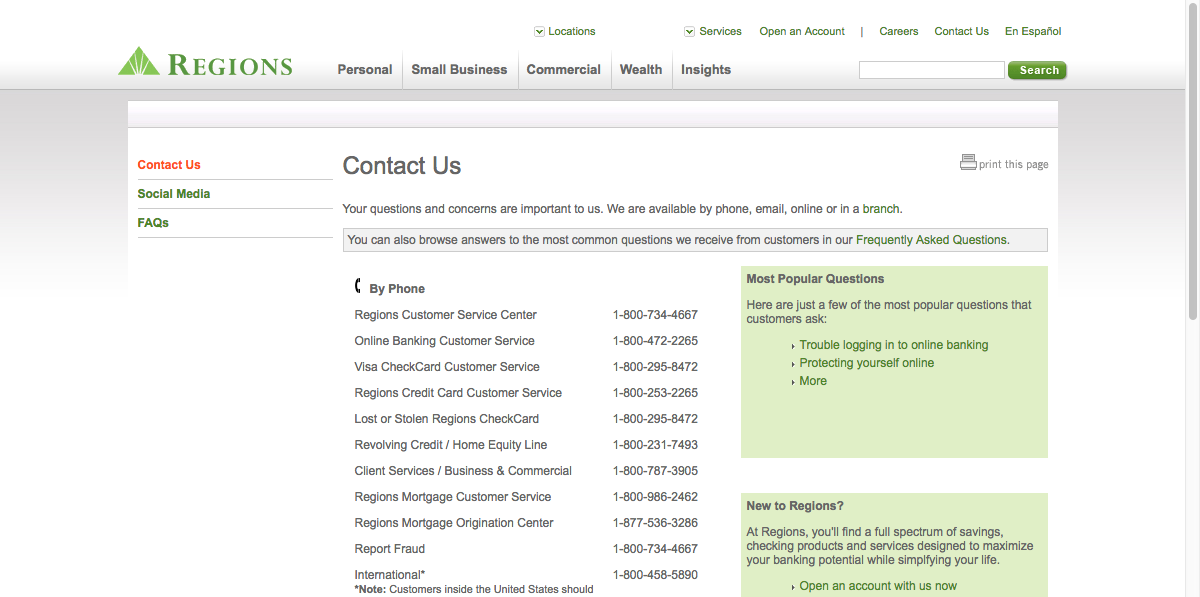 Locations
Services
Open an Account
|
Careers
Contact Us
En Español
REGIONS
Personal
Small Business
Commercial
Wealth
Insights
Search
Contact Us
Social Media
FAQs
Contact Us
print this page
Your questions and concerns are important to us. We are available by phone, email, online or in a branch.
You can also browse answers to the most common questions we receive from customers in our Frequently Asked Questions.
By Phone
Regions Customer Service Center 1-800-734-4667
Online Banking Customer Service 1-800-472-2265
Visa CheckCard Customer Service 1-800-295-8472
Regions Credit Card Customer Service 1-800-253-2265
Lost or Stolen Regions CheckCard 1-800-295-8472
Revolving Credit / Home Equity Line 1-800-231-7493
Client Services / Business & Commercial 1-800-787-3905
Regions Mortgage Customer Service 1-800-986-2462
Regions Mortgage Origination Center 1-877-536-3286
Report Fraud 1-800-734-4667
International* 1-800-458-5890
*Note: Customers inside the United States should
Most Popular Questions
Here are just a few of the most popular questions that
customers ask:
Trouble logging in to online banking
Protecting yourself online
More
New to Regions?
At Regions, you'll find a full spectrum of savings,
checking products and services designed to maximize
your banking potential while simplfying your life.
Open an account with us now